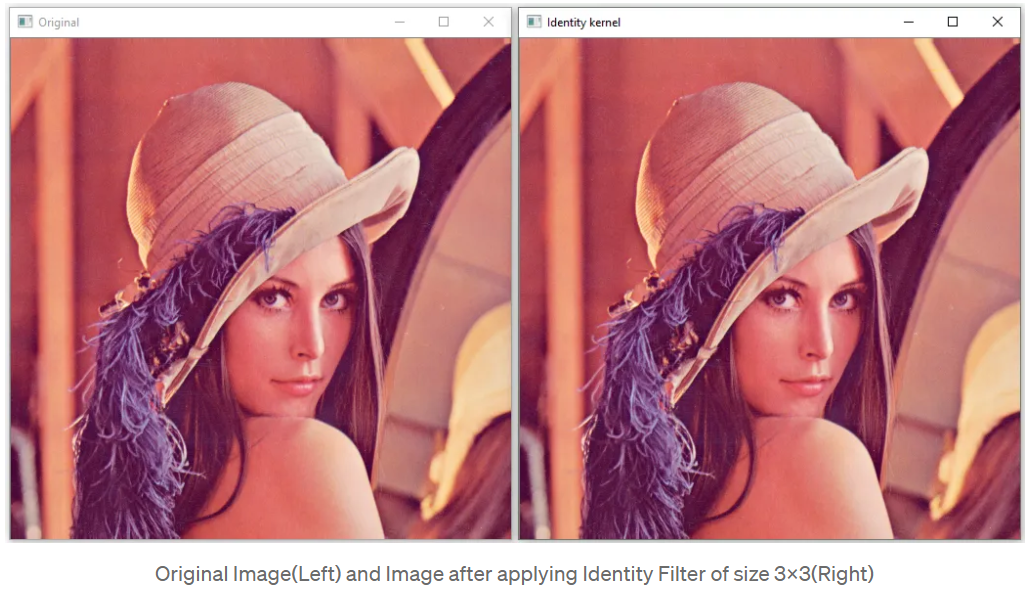 Original
Identity kernel
Original Image(Left) and Image after applying Identity Filter of size 3×3(Right)